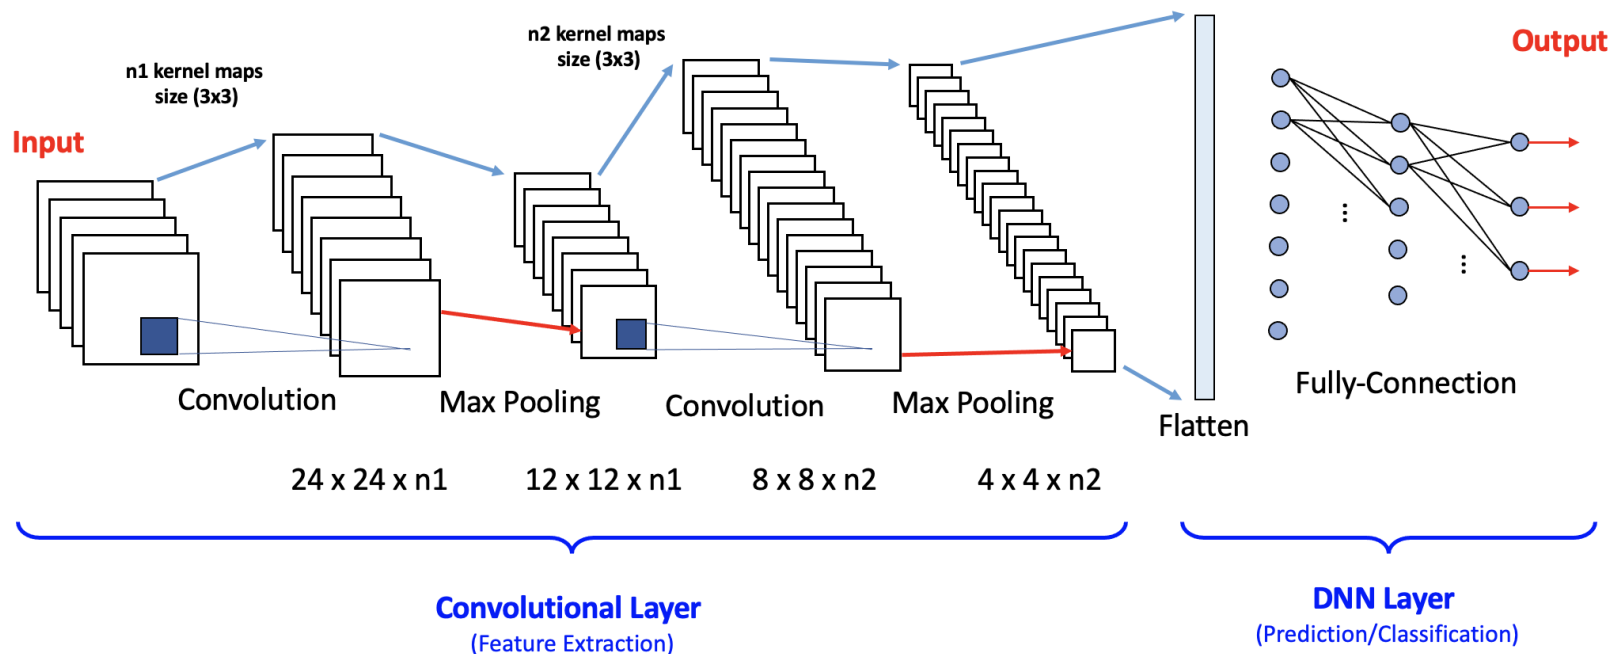 Input
n1 kernel maps
size (3x3)
n2 kernel maps
size (3x3)
Output
Convolution
Max Pooling
Convolution
Max Pooling
Flatten
Fully-Connection
...
...
24 x 24 x n1
12 x 12 x n1
8 x 8 x n2
4 x 4 x n2
Convolutional Layer
(Feature Extraction)
DNN Layer
(Prediction/Classification)